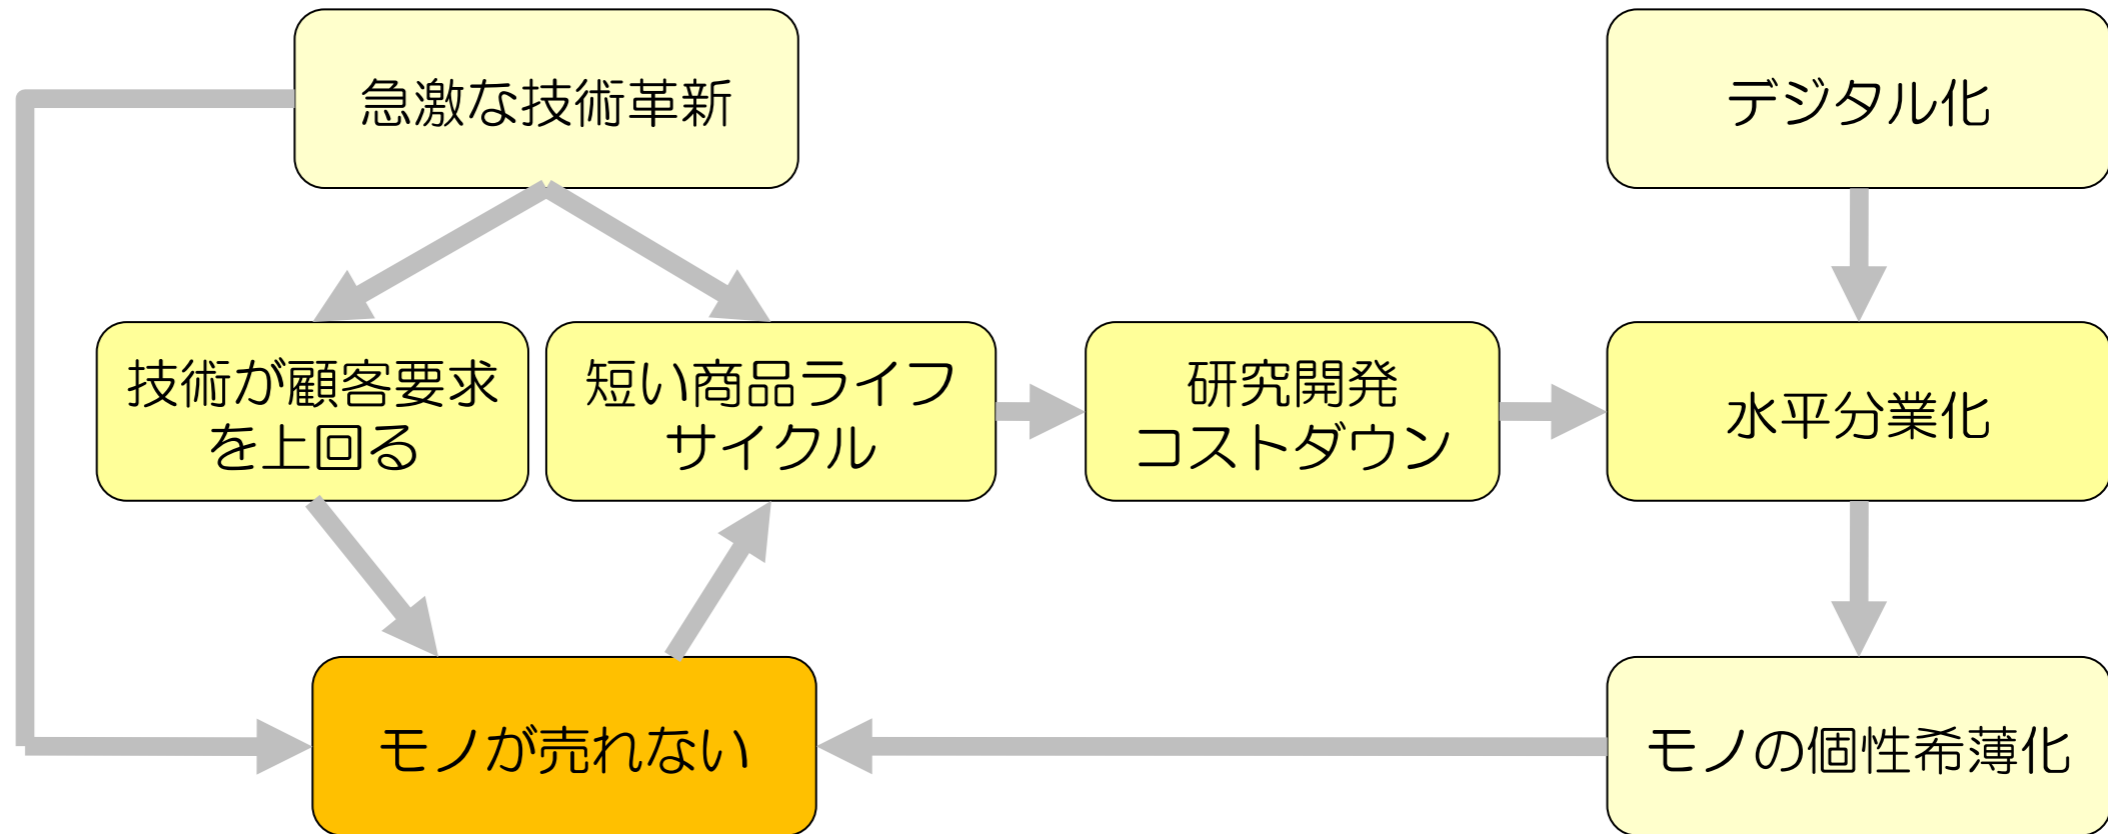 急激な技術革新
デジタル化
技術が顧客要求
を上回る
短い商品ライフ
サイクル
研究開発
コストダウン
水平分業化
モノが売れない
モノの個性希薄化